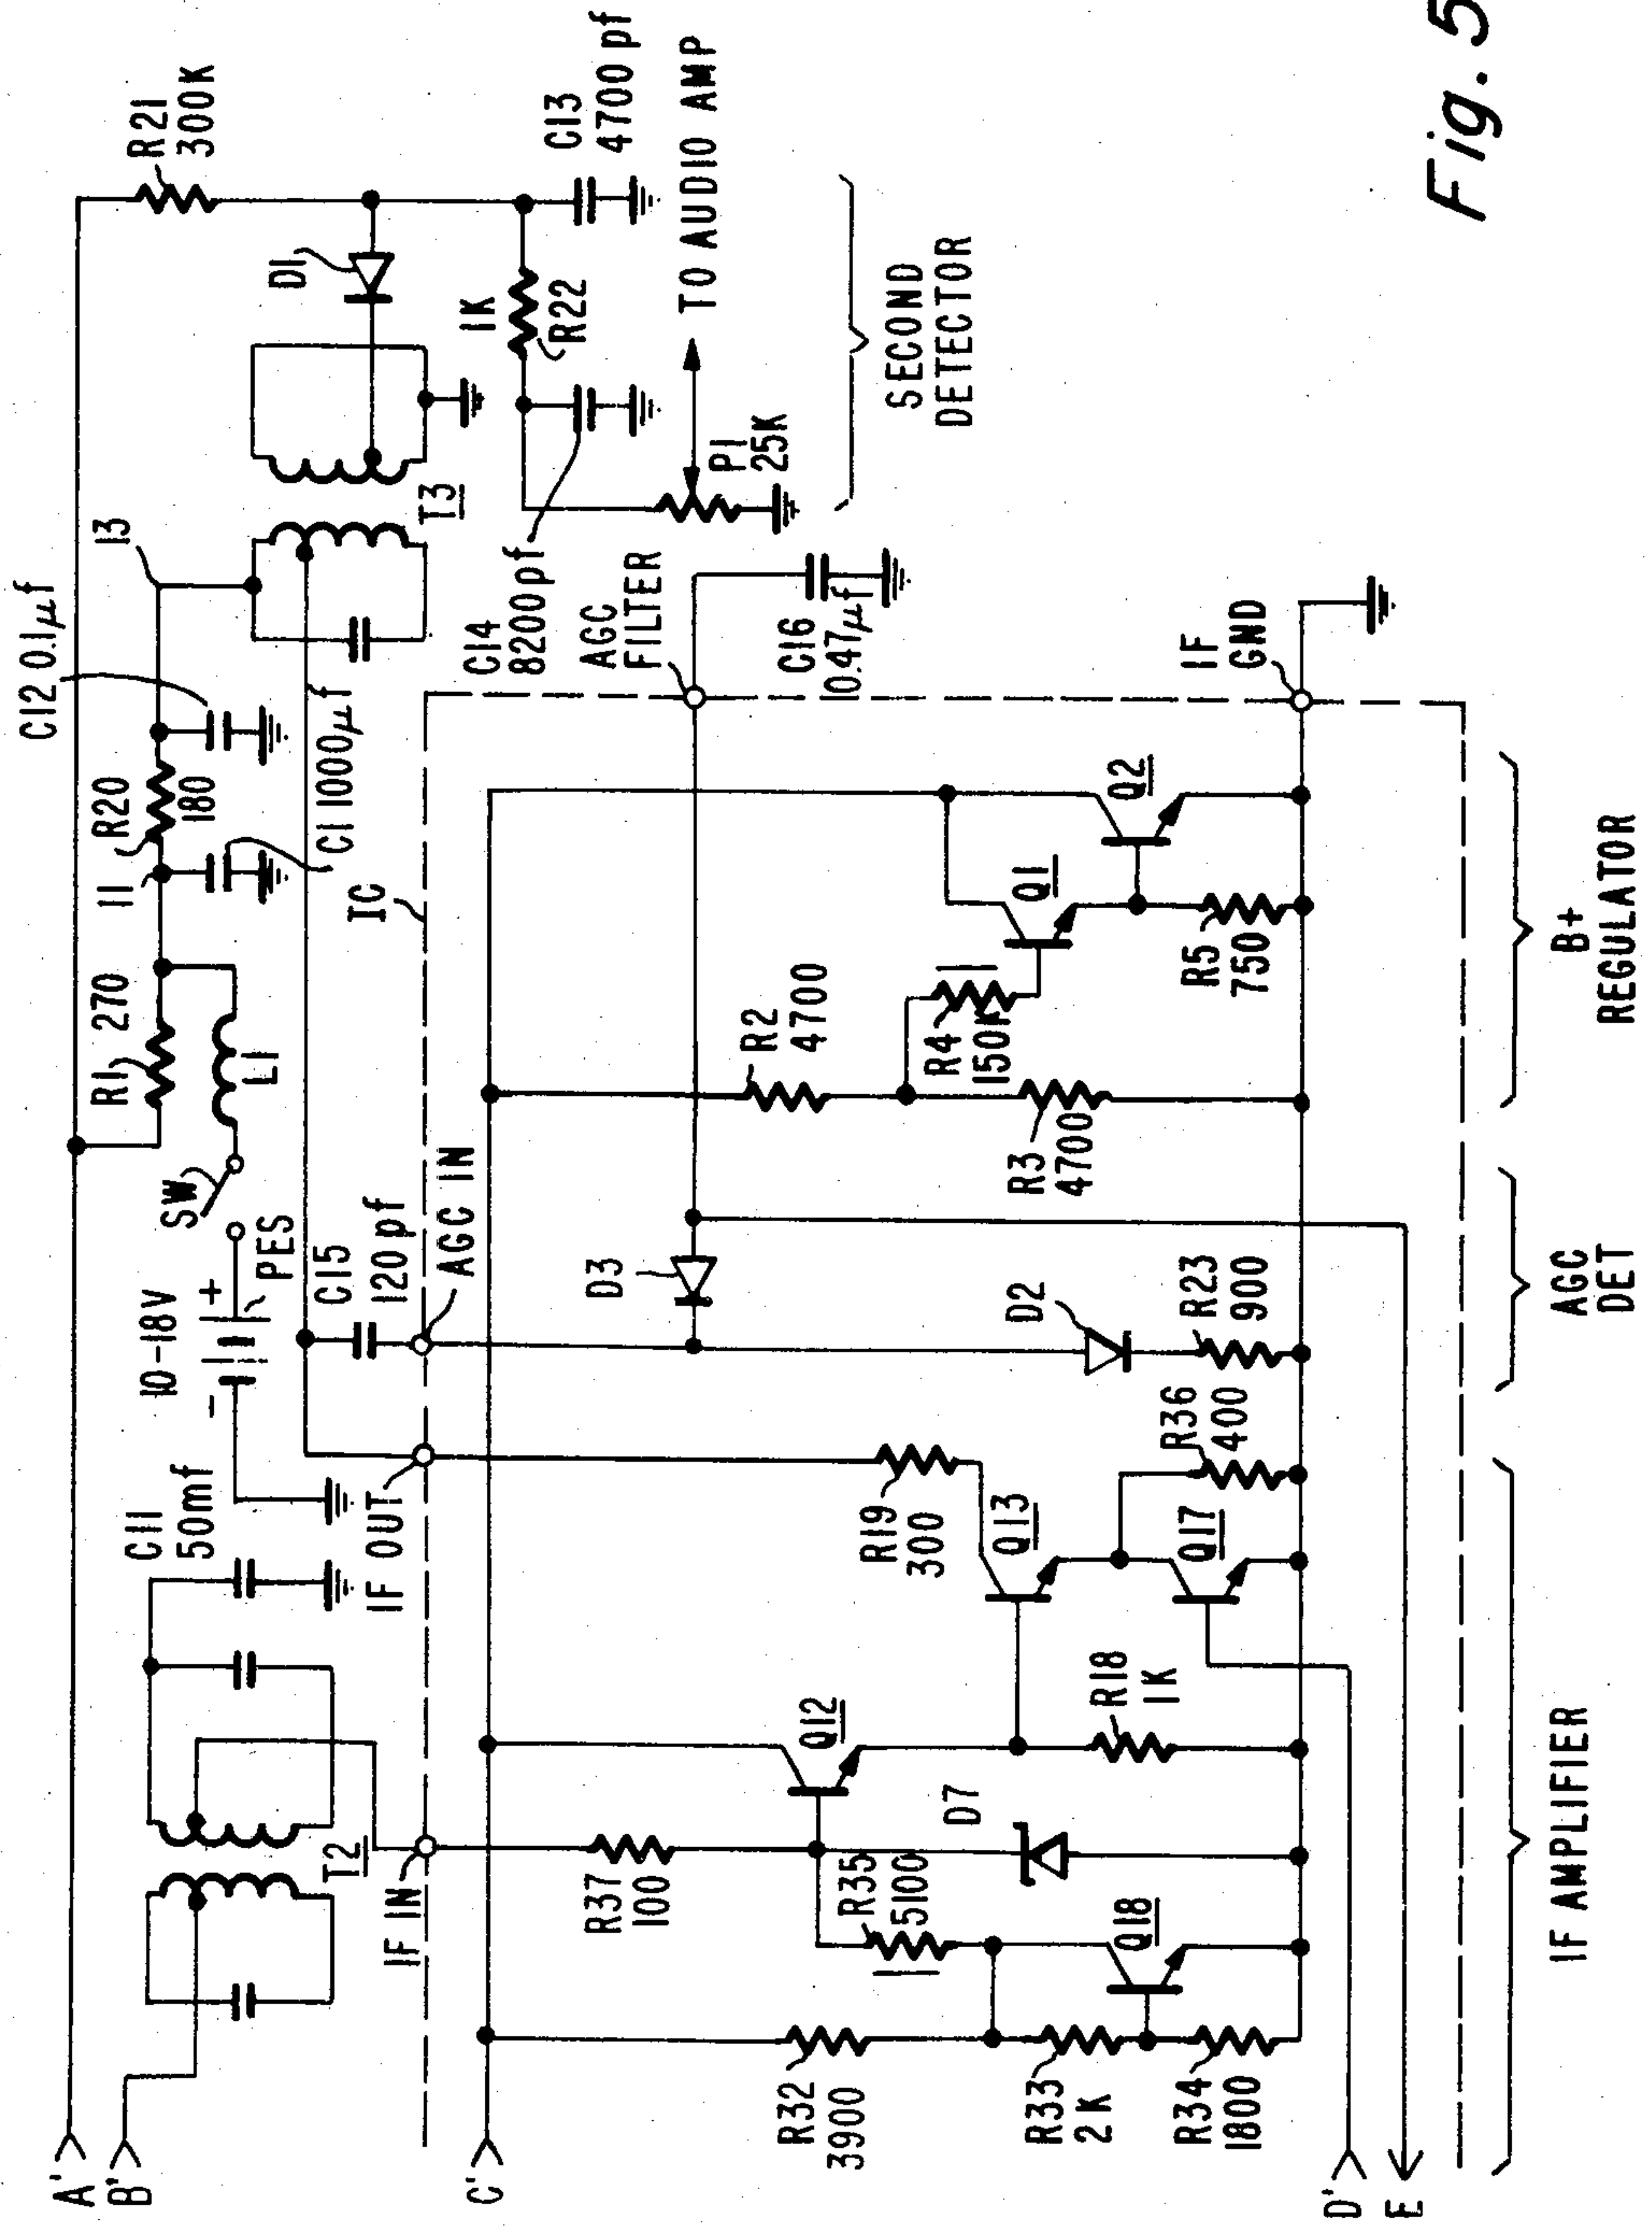 A'
B'
C'
D'
E
C11
50mf
10-18V
-
+
PES
SW
R1 270
L1
11
R20
180
C12 0.1µf
13
R21
300K
T2
IF IN
IF OUT
C15
120pf
AGC IN
IC
C1 1000µf
T3
D1
1K
R22
C13
4700 pf
C14
8200pf
P1
25K
TO AUDIO AMP
SECOND
DETECTOR
AGC
FILTER
C16
0.47µf
IF
GND
R37
100
R32
3900
R33
2K
R34
1800
R35
5100
Q18
D7
Q12
R18
1K
R19
300
Q13
Q17
R36
400
D3
D2
R23
900
R2
4700
R3
4700
R4
150K
Q1
Q2
R5
750
IF AMPLIFIER
AGC
DET
B+
REGULATOR
Fig. 5